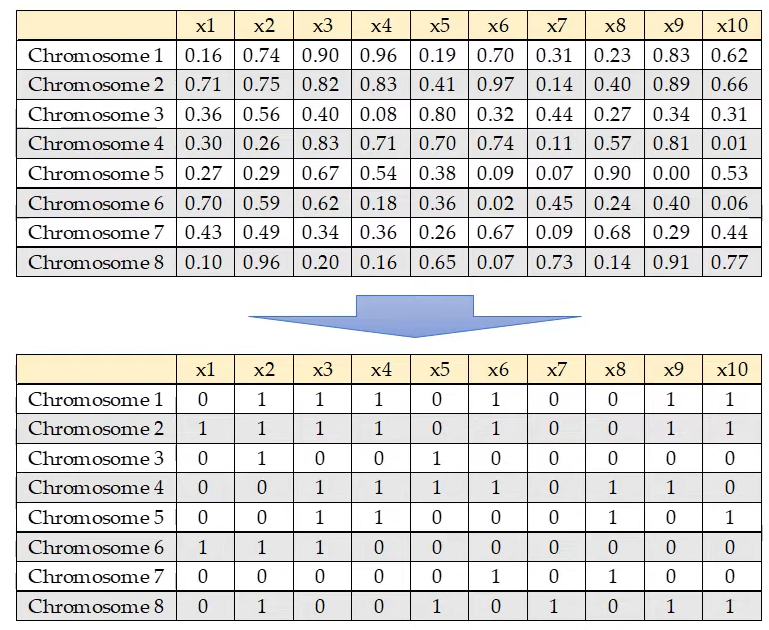 x1 x2 x3 x4 x5 x6 x7 x8 x9 x10
Chromosome 1 0.16 0.74 0.90 0.96 0.19 0.70 0.31 0.23 0.83 0.62
Chromosome 2 0.71 0.75 0.82 0.83 0.41 0.97 0.14 0.40 0.89 0.66
Chromosome 3 0.36 0.56 0.40 0.08 0.80 0.32 0.44 0.27 0.34 0.31
Chromosome 4 0.30 0.26 0.83 0.71 0.70 0.74 0.11 0.57 0.81 0.01
Chromosome 5 0.27 0.29 0.67 0.54 0.38 0.09 0.07 0.90 0.00 0.53
Chromosome 6 0.70 0.59 0.62 0.18 0.36 0.02 0.45 0.24 0.40 0.06
Chromosome 7 0.43 0.49 0.34 0.36 0.26 0.67 0.09 0.68 0.29 0.44
Chromosome 8 0.10 0.96 0.20 0.16 0.65 0.07 0.73 0.14 0.91 0.77
x1 x2 x3 x4 x5 x6 x7 x8 x9 x10
Chromosome 1 0 1 1 1 0 1 0 0 1 1
Chromosome 2 1 1 1 1 0 1 0 0 1 1
Chromosome 3 0 1 0 0 1 0 0 0 0 0
Chromosome 4 0 0 1 1 1 1 0 1 1 0
Chromosome 5 0 0 1 1 0 0 0 1 0 1
Chromosome 6 1 1 1 0 0 0 0 0 0 0
Chromosome 7 0 0 0 0 0 1 0 1 0 0
Chromosome 8 0 1 0 0 1 0 1 0 1 1